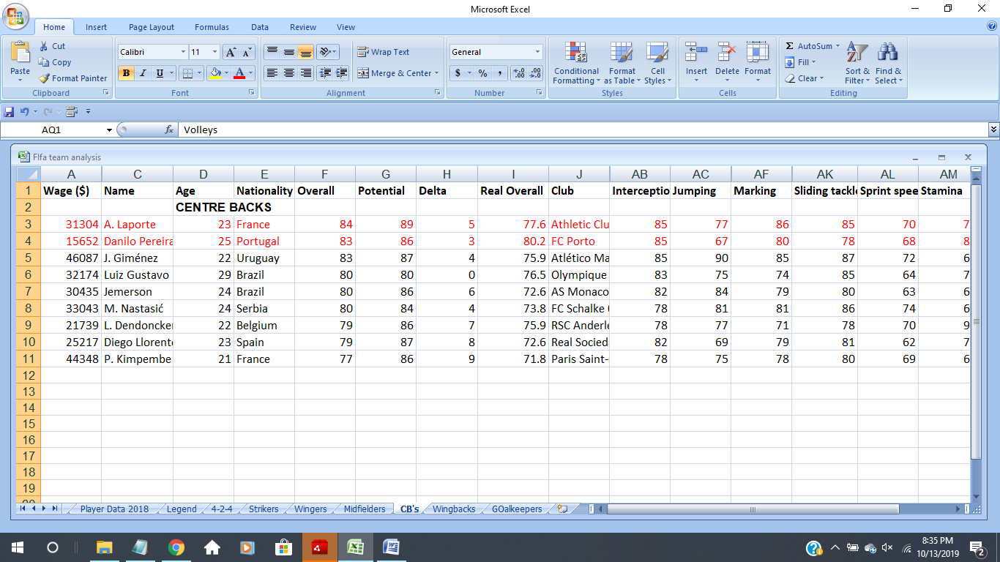 Microsoft Excel
Home Insert Page Layout Formulas Data Review View
Paste Cut Copy Format Painter Clipboard
Calibri 11 A A B I U A Font
Wrap Text Merge & Center Alignment
General $ % , .00 Number
Conditional Formatting Format as Table Cell Styles Styles
Insert Delete Format Cells
Σ AutoSum Fill Clear Sort & Filter Find & Select Editing
AQ1 fx Volleys
FIfa team analysis
A C D E F G H I J AB AC AF AK AL AM
1 Wage ($) Name Age Nationality Overall Potential Delta Real Overall Club Interceptio Jumping Marking Sliding tackle Sprint spee Stamina
2 CENTRE BACKS
3 31304 A. Laporte 23 France 84 89 5 77.6 Athletic Clu 85 77 86 85 70 7
4 15652 Danilo Pereira 25 Portugal 83 86 3 80.2 FC Porto 85 67 80 78 68 8
5 46087 J. Giménez 22 Uruguay 83 87 4 75.9 Atlético Ma 85 90 85 87 72 6
6 32174 Luiz Gustavo 29 Brazil 80 80 0 76.5 Olympique 83 75 74 85 64 7
7 30435 Jemerson 24 Brazil 80 86 6 72.6 AS Monaco 82 84 79 80 63 6
8 33043 M. Nastasić 24 Serbia 80 84 4 73.8 FC Schalke 78 81 81 86 74 6
9 21739 L. Dendoncker 22 Belgium 79 86 7 75.9 RSC Anderle 78 77 71 78 70 9
10 25217 Diego Llorent 23 Spain 79 87 8 72.6 Real Socied 82 69 79 81 62 7
11 44348 P. Kimpembe 21 France 77 86 9 71.8 Paris Saint- 78 75 78 80 69 6
12
13
14
15
16
17
18
19
Player Data 2018 Legend 4-2-4 Strikers Wingers Midfielders CB's Wingbacks GOalkeepers
8:35 PM
10/13/2019
2